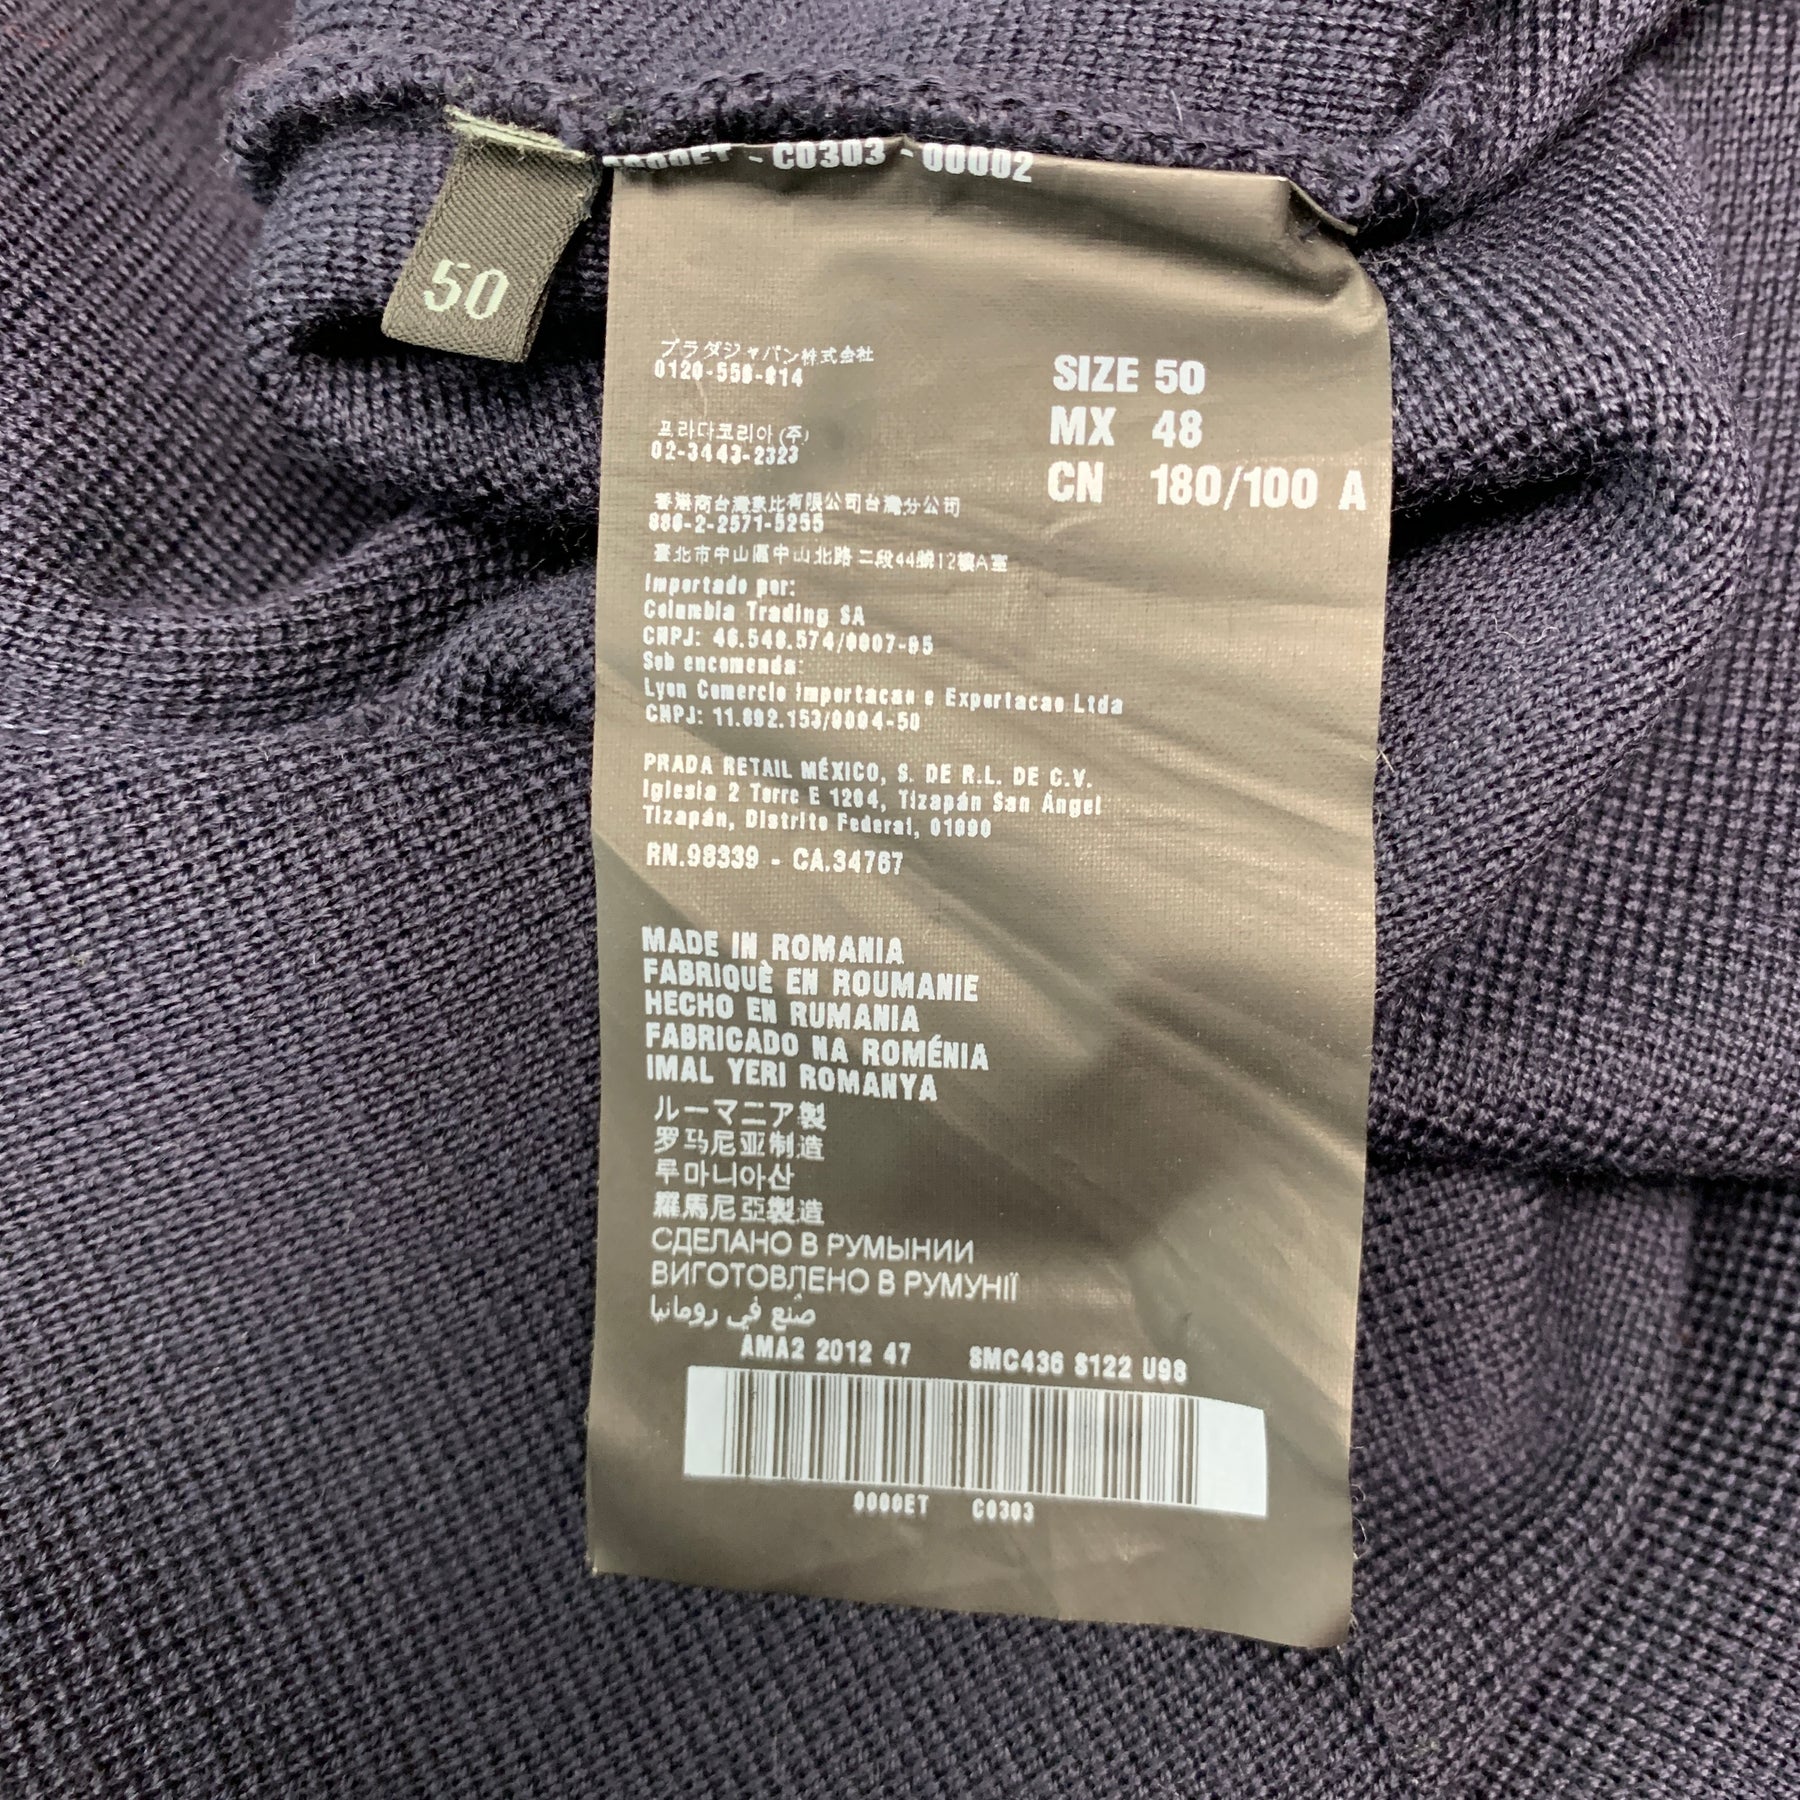 - C0303 - 00002
50
プラダジャパン株式会社
0120-559-914
SIZE 50
MX 48
CN 180/100 A
프라다코리아 (주)
02-3443-2323
香港商台灣象比有限公司台灣分公司
886-2-2571-5255
臺北市中山區中山北路二段44號12樓A室
Importado por:
Columbia Trading SA
CNPJ: 46.548.574/0007-05
Sob encomenda:
Lyon Comercio Importacao e Exportacao Ltda
CNPJ: 11.892.153/0004-50
PRADA RETAIL MÉXICO, S. DE R.L. DE C.V.
Iglesia 2 Torre E 1204, Tizapán San Ángel
Tizapán, Distrito Federal, 01090
RN.98339 - CA.34767
MADE IN ROMANIA
FABRIQUÈ EN ROUMANIE
HECHO EN RUMANIA
FABRICADO NA ROMÉNIA
IMAL YERI ROMANYA
ルーマニア製
罗马尼亚制造
루마니아산
羅馬尼亞製造
СДЕЛАНО В РУМЫНИИ
ВИГОТОВЛЕНО В РУМУНІЇ
صُنع في رومانيا
AMA2 2012 47 SMC436 S122 U98
0000ET C0303